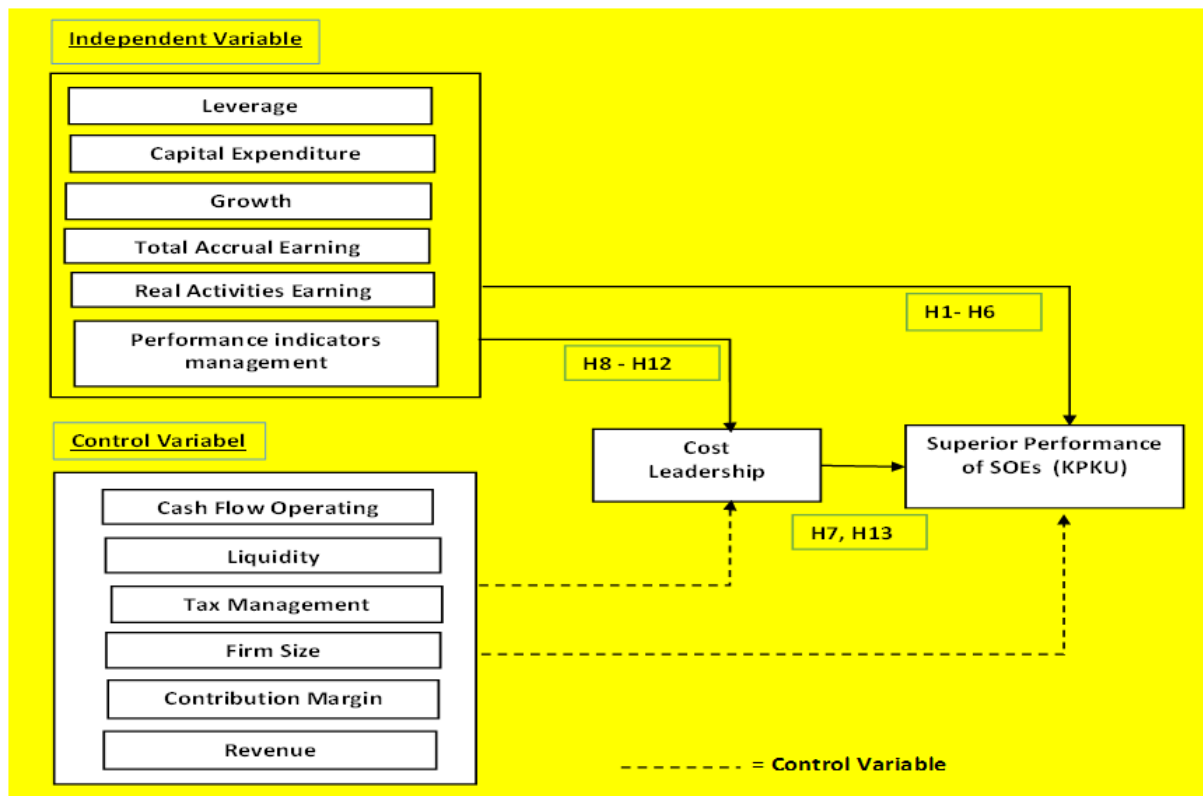 Independent Variable
Leverage
Capital Expenditure
Growth
Total Accrual Earning
Real Activities Earning
Performance indicators
management
H1- H6
H8 - H12
Control Variabel
Cost
Leadership
Superior Performance
of SOEs (KPKU)
H7, H13
Cash Flow Operating
Liquidity
Tax Management
Firm Size
Contribution Margin
Revenue
= Control Variable